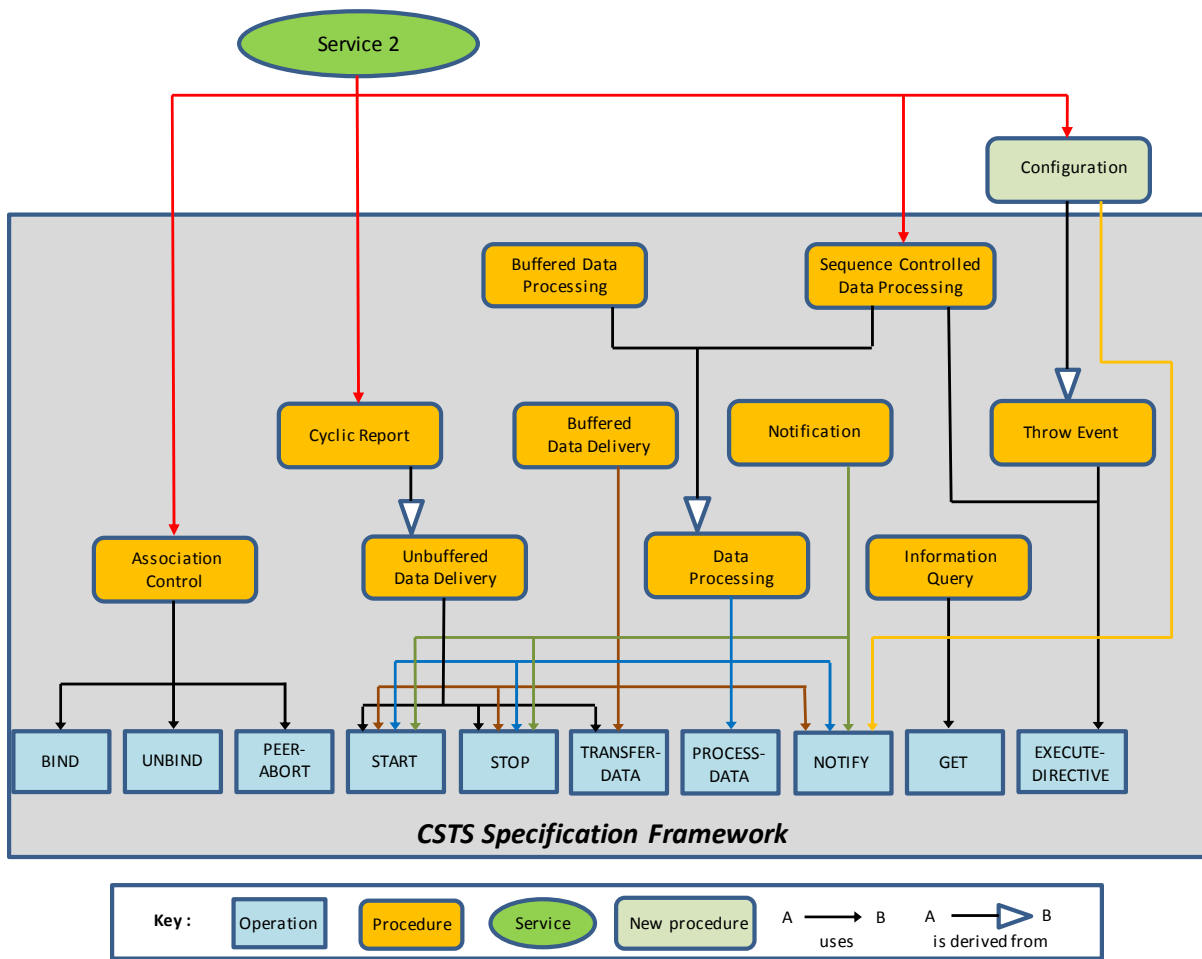 Service 2
Configuration
Buffered Data
Processing
Sequence Controlled
Data Processing
Cyclic Report
Buffered
Data Delivery
Notification
Throw Event
Association
Control
Unbuffered
Data Delivery
Data
Processing
Information
Query
BIND
UNBIND
PEER-
ABORT
START
STOP
TRANSFER-
DATA
PROCESS-
DATA
NOTIFY
GET
EXECUTE-
DIRECTIVE
CSTS Specification Framework
Key :
Operation
Procedure
Service
New procedure
A B
uses
A B
is derived from